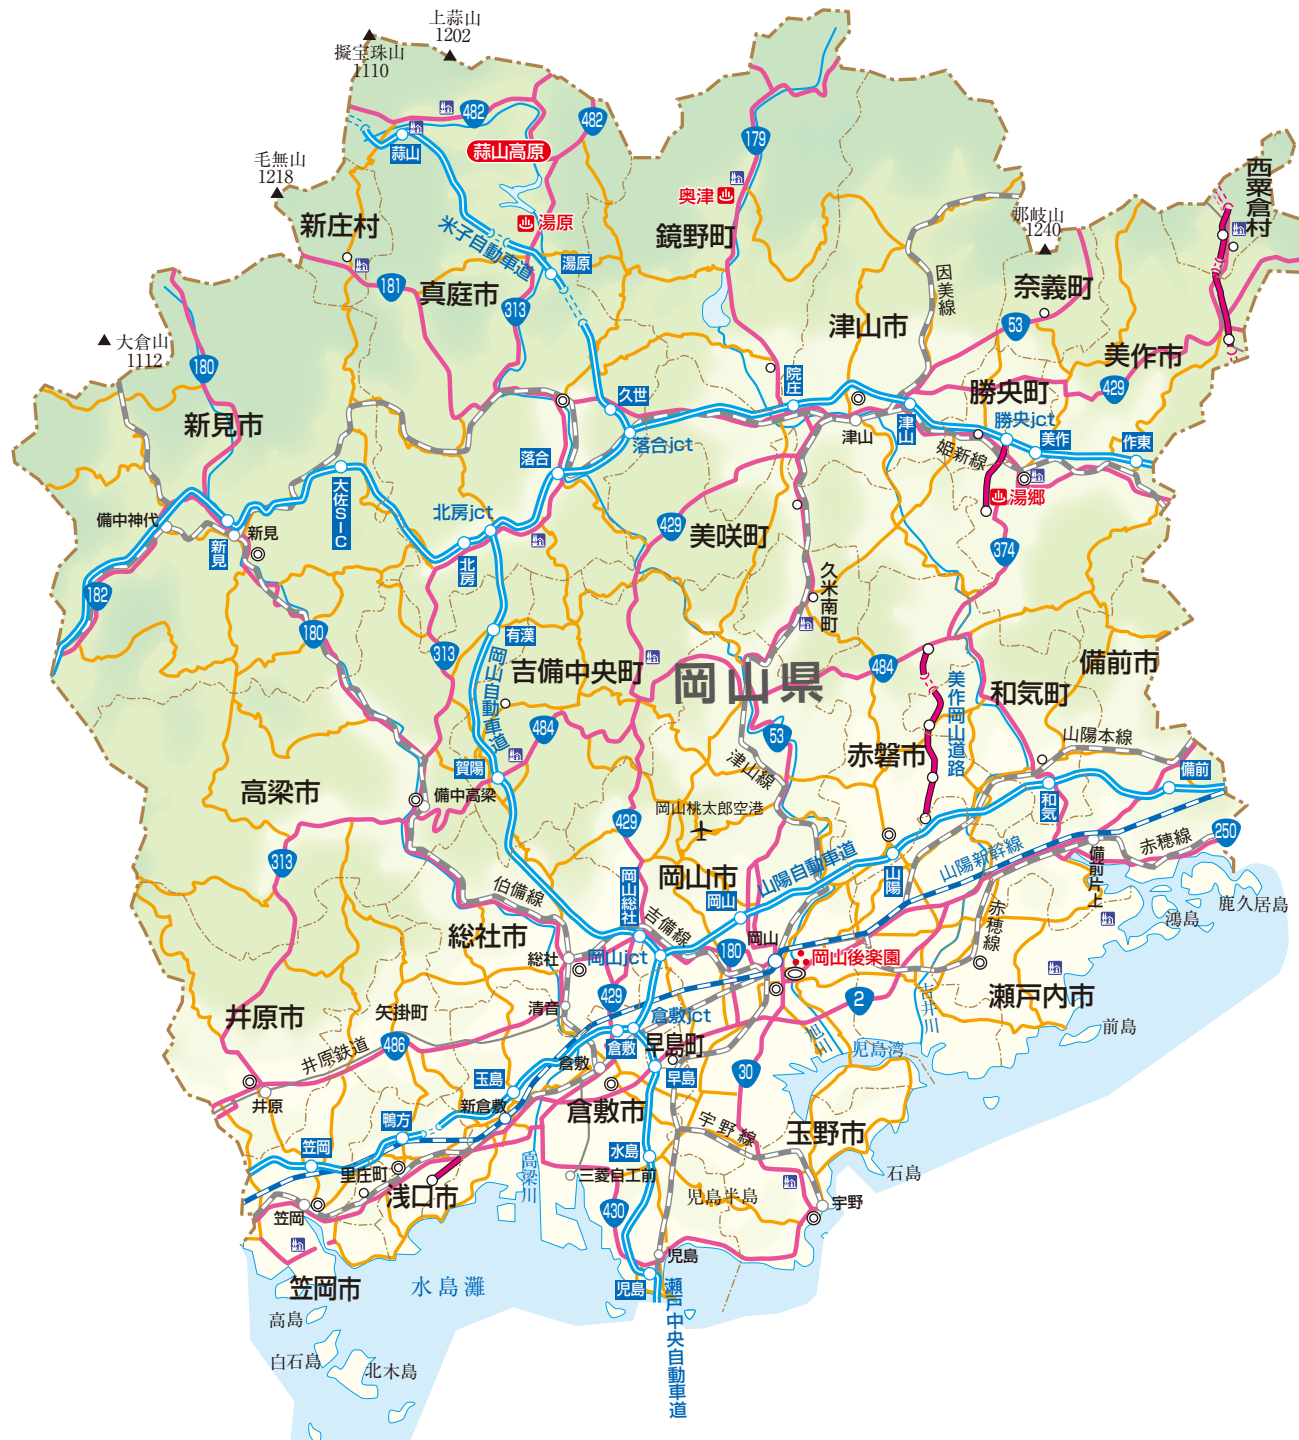 上蒜山
1202
擬宝珠山
1110
482
482
蒜山
蒜山高原
179
毛無山
1218
奥津
西粟倉村
新庄村
湯原
米子自動車道
鏡野町
那岐山
1240
湯原
因美線
181
真庭市
奈義町
313
津山市
53
大倉山
1112
180
美作市
院庄
429
久世
勝央町
新見市
津山
津山
勝央jct
美作
作東
落合jct
姫新線
落合
大佐SIC
湯郷
北房jct
備中神代
新見
新見
429
美咲町
374
北房
182
久米南町
180
有漢
313
岡山自動車道
吉備中央町
岡山県
484
備前市
美作岡山道路
和気町
484
53
山陽本線
赤磐市
津山線
賀陽
備前
高梁市
備中高梁
和気
岡山桃太郎空港
429
250
赤穂線
313
山陽自動車道
山陽新幹線
備前片上
岡山市
山陽
伯備線
岡山総社
岡山
鹿久居島
鴻島
吉備線
赤穂線
総社市
岡山
総社
岡山jct
180
岡山後楽園
429
2
瀬戸内市
清音
矢掛町
井原市
倉敷jct
吉井川
前島
旭川
486
早島町
児島湾
井原鉄道
倉敷
倉敷
早島
30
玉島
井原
新倉敷
倉敷市
鴨方
宇野線
玉野市
笠岡
水島
里庄町
高梁川
三菱自工前
石島
浅口市
児島半島
宇野
笠岡
430
児島
水島灘
笠岡市
児島
瀬戸中央自動車道
高島
白石島
北木島